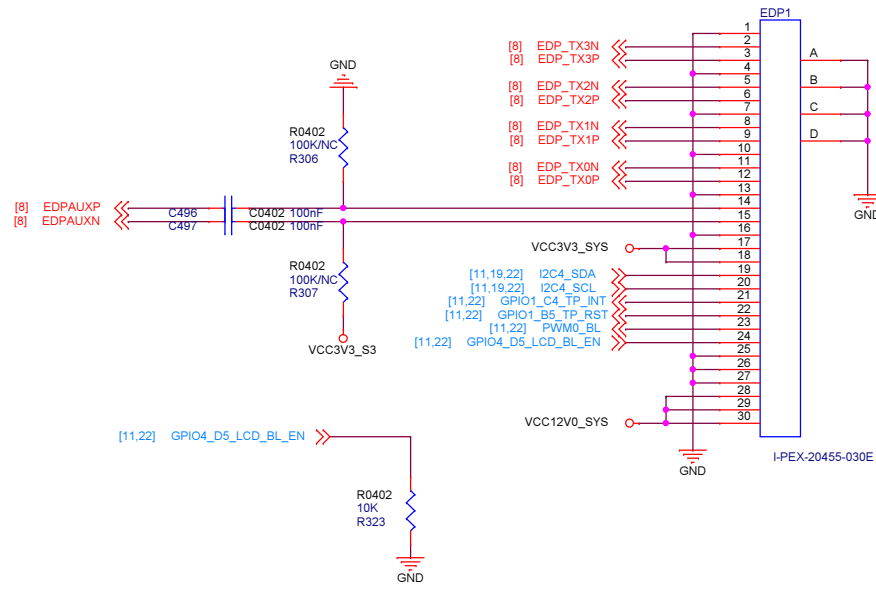 EDP1
1
[8] EDP_TX3N 2
[8] EDP_TX3P 3
A
4
[8] EDP_TX2N 5
B
[8] EDP_TX2P 6
7
C
[8] EDP_TX1N 8
[8] EDP_TX1P 9
D
10
[8] EDP_TX0N 11
[8] EDP_TX0P 12
13
14
15
16
VCC3V3_SYS 17
18
[11,19,22] I2C4_SDA 19
[11,19,22] I2C4_SCL 20
[11,22] GPIO1_C4_TP_INT 21
[11,22] GPIO1_B5_TP_RST 22
[11,22] PWM0_BL 23
[11,22] GPIO4_D5_LCD_BL_EN 24
25
26
27
28
29
VCC12V0_SYS 30
GND
GND
I-PEX-20455-030E
GND
R0402
100K/NC
R306
[8] EDPAUXP
C496 C0402 100nF
[8] EDPAUXN
C497 C0402 100nF
R0402
100K/NC
R307
VCC3V3_S3
[11,22] GPIO4_D5_LCD_BL_EN
R0402
10K
R323
GND